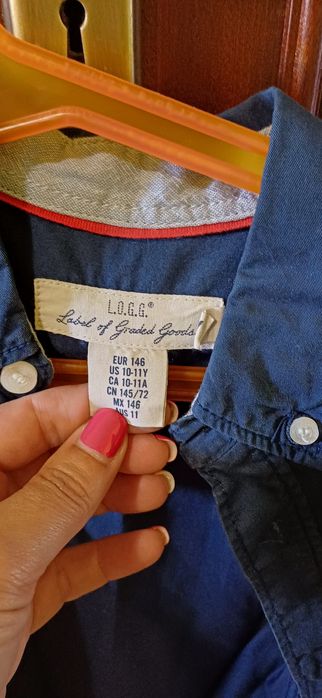 L.O.G.G.®
Label of Graded Goods
EUR 146
US 10-11Y
CA 10-11A
CN 145/72
MX 146
AUS 11